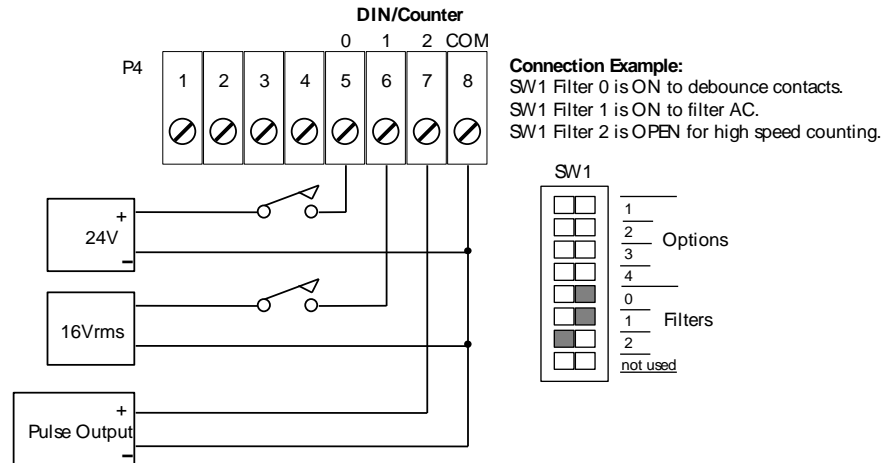 DIN/Counter
0 1 2 COM
P4
1 2 3 4 5 6 7 8
Connection Example:
SW1 Filter 0 is ON to debounce contacts.
SW1 Filter 1 is ON to filter AC.
SW1 Filter 2 is OPEN for high speed counting.
SW1
1
2
3
4
Options
0
1
2
Filters
not used
+
24V
–
16Vrms
+
Pulse Output
–